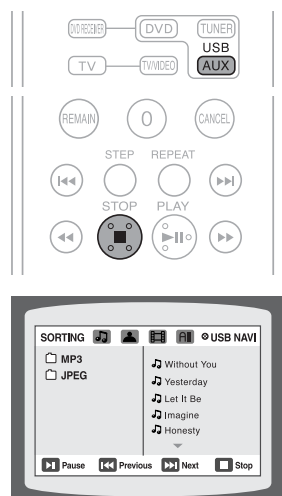 DVD RECEIVER DVD TUNER
USB
TV TV/VIDEO AUX
REMAIN 0 CANCEL
STEP REPEAT
STOP PLAY
SORTING All USB NAVI
MP3
JPEG
Without You
Yesterday
Let It Be
Imagine
Honesty
Pause Previous Next Stop